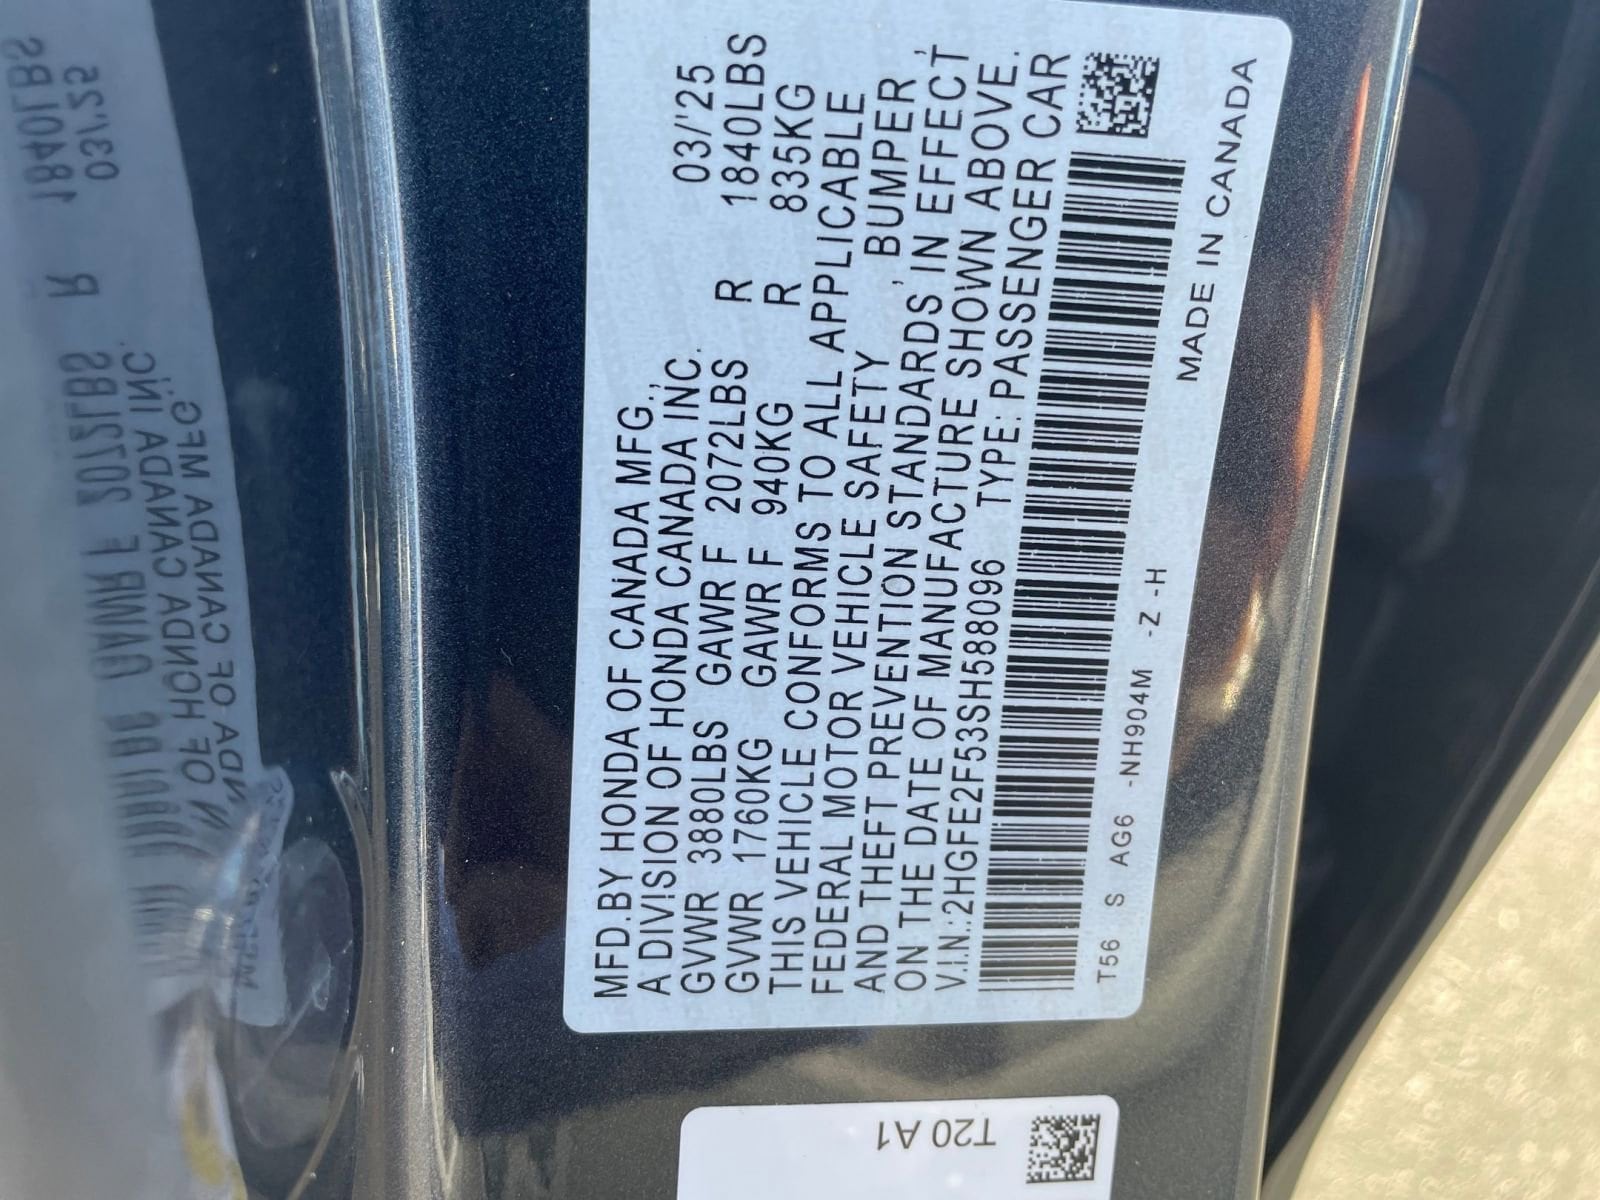 MFD.BY HONDA OF CANADA MFG.,
A DIVISION OF HONDA CANADA INC. 03/'25
GVWR 3880LBS GAWR F 2072LBS R 1840LBS
GVWR 1760KG GAWR F 940KG R 835KG
THIS VEHICLE CONFORMS TO ALL APPLICABLE
FEDERAL MOTOR VEHICLE SAFETY , BUMPER ,
AND THEFT PREVENTION STANDARDS IN EFFECT
ON THE DATE OF MANUFACTURE SHOWN ABOVE.
V.I.N.:2HGFE2F53SH588096 TYPE: PASSENGER CAR
T56 S AG6 -NH904M -Z -H MADE IN CANADA
T20 A1